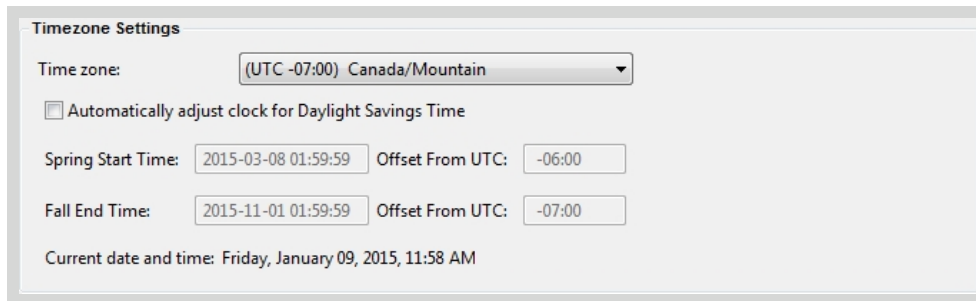 Timezone Settings
Time zone: (UTC -07:00) Canada/Mountain
Automatically adjust clock for Daylight Savings Time
Spring Start Time: 2015-03-08 01:59:59 Offset From UTC: -06:00
Fall End Time: 2015-11-01 01:59:59 Offset From UTC: -07:00
Current date and time: Friday, January 09, 2015, 11:58 AM